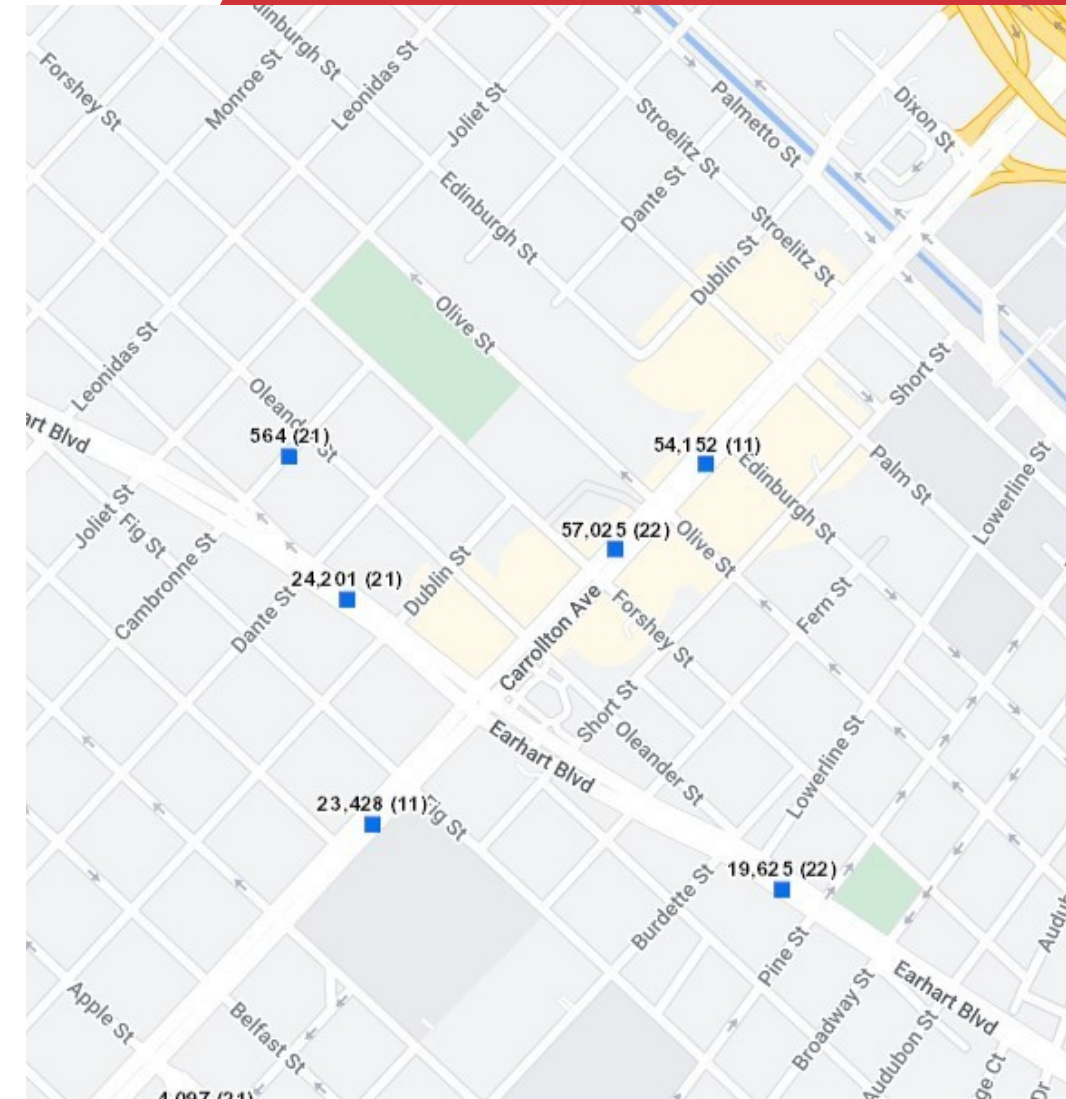 Edinburgh St
Forshey St
Monroe St
Leonidas St
Joliet St
Stroelitz St
Palmetto St
Dixon St
Edinburgh St
Dante St
Stroelitz St
Dublin St
Olive St
Leonidas St
Short St
Oleander St
564 (21)
54,152 (11)
Edinburgh St
Palm St
Lowerline St
Joliet St
Fig St
Cambronne St
57,025 (22)
Olive St
24,201 (21)
Dublin St
Dante St
Carrollton Ave
Forshey St
Fern St
Short St
Oleander St
Earhart Blvd
Lowerline St
23,428 (11)
Fig St
19,625 (22)
Burdette St
Pine St
Broadway St
Earhart Blvd
Apple St
Belfast St
Audubon St
4,097 (21)